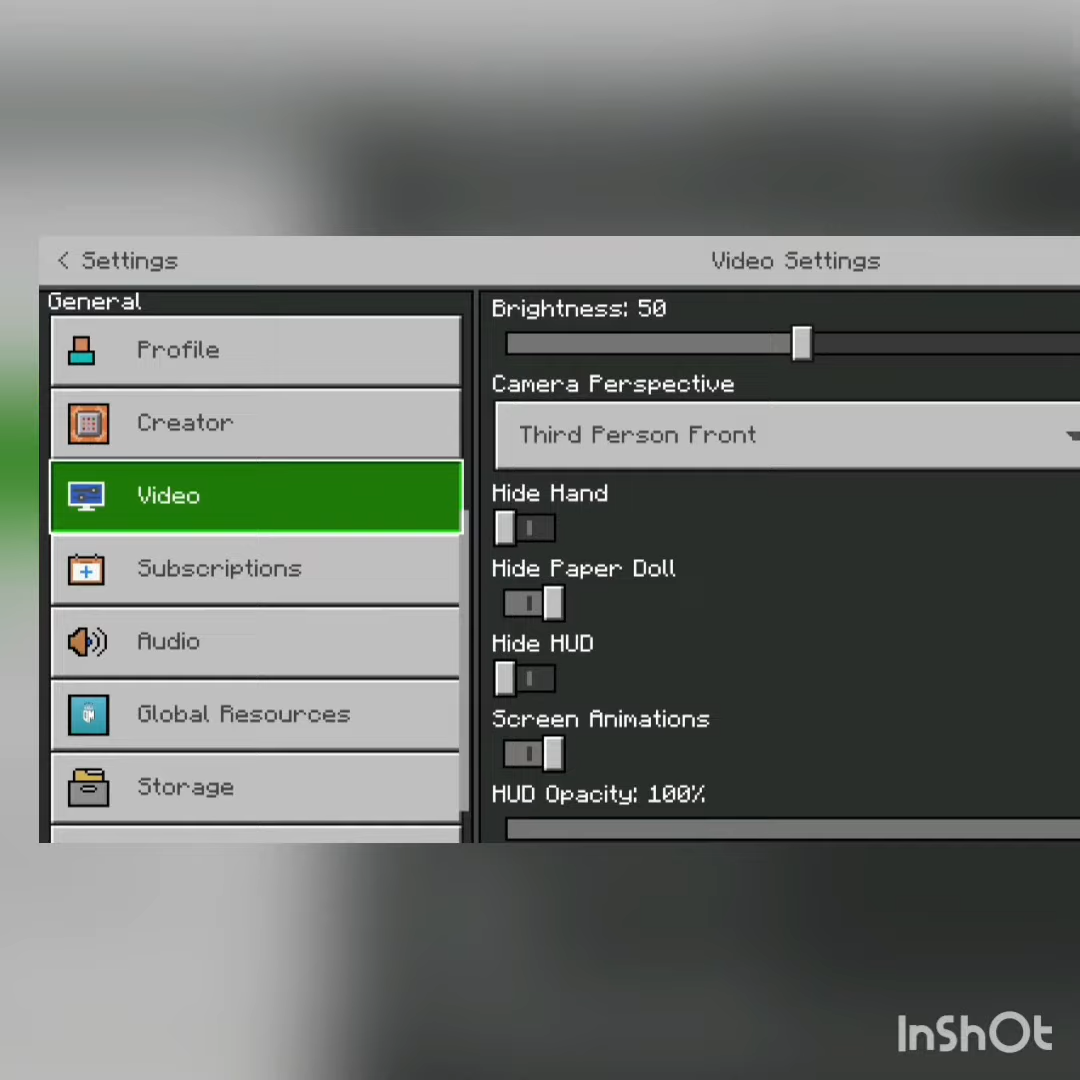 < Settings
Video Settings
General
Profile
Creator
Video
Subscriptions
Audio
Global Resources
Storage
Brightness: 50
Camera Perspective
Third Person Front
Hide Hand
Hide Paper Doll
Hide HUD
Screen Animations
HUD Opacity: 100%
InShOt